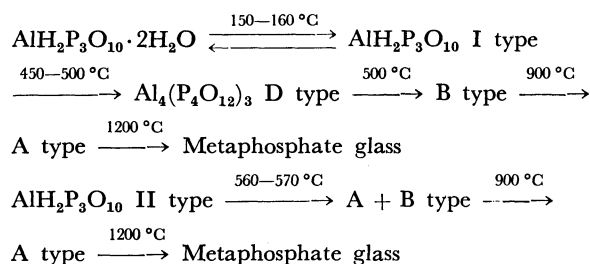 AlH₂P₃O₁₀·2H₂O ⇌ 150—160 °C AlH₂P₃O₁₀ I type
450—500 °C → Al₄(P₄O₁₂)₃ D type 500 °C → B type 900 °C →
A type 1200 °C → Metaphosphate glass
AlH₂P₃O₁₀ II type 560—570 °C → A + B type 900 °C →
A type 1200 °C → Metaphosphate glass